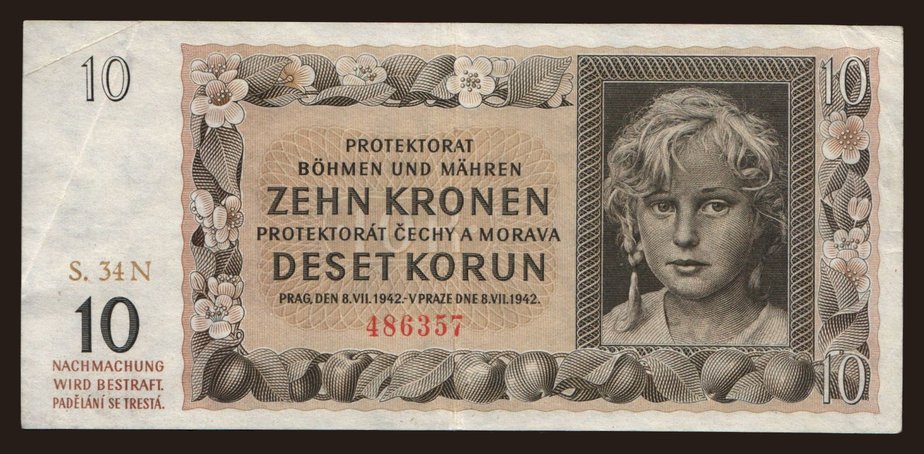 10
10
PROTEKTORAT
BÖHMEN UND MÄHREN
ZEHN KRONEN
PROTEKTORÁT ČECHY A MORAVA
DESET KORUN
PRAG, DEN 8. VII. 1942.-V PRAZE DNE 8. VII. 1942.
486357
S. 34 N
10
NACHMACHUNG
WIRD BESTRAFT.
PADĚLÁNÍ SE TRESTÁ.
10